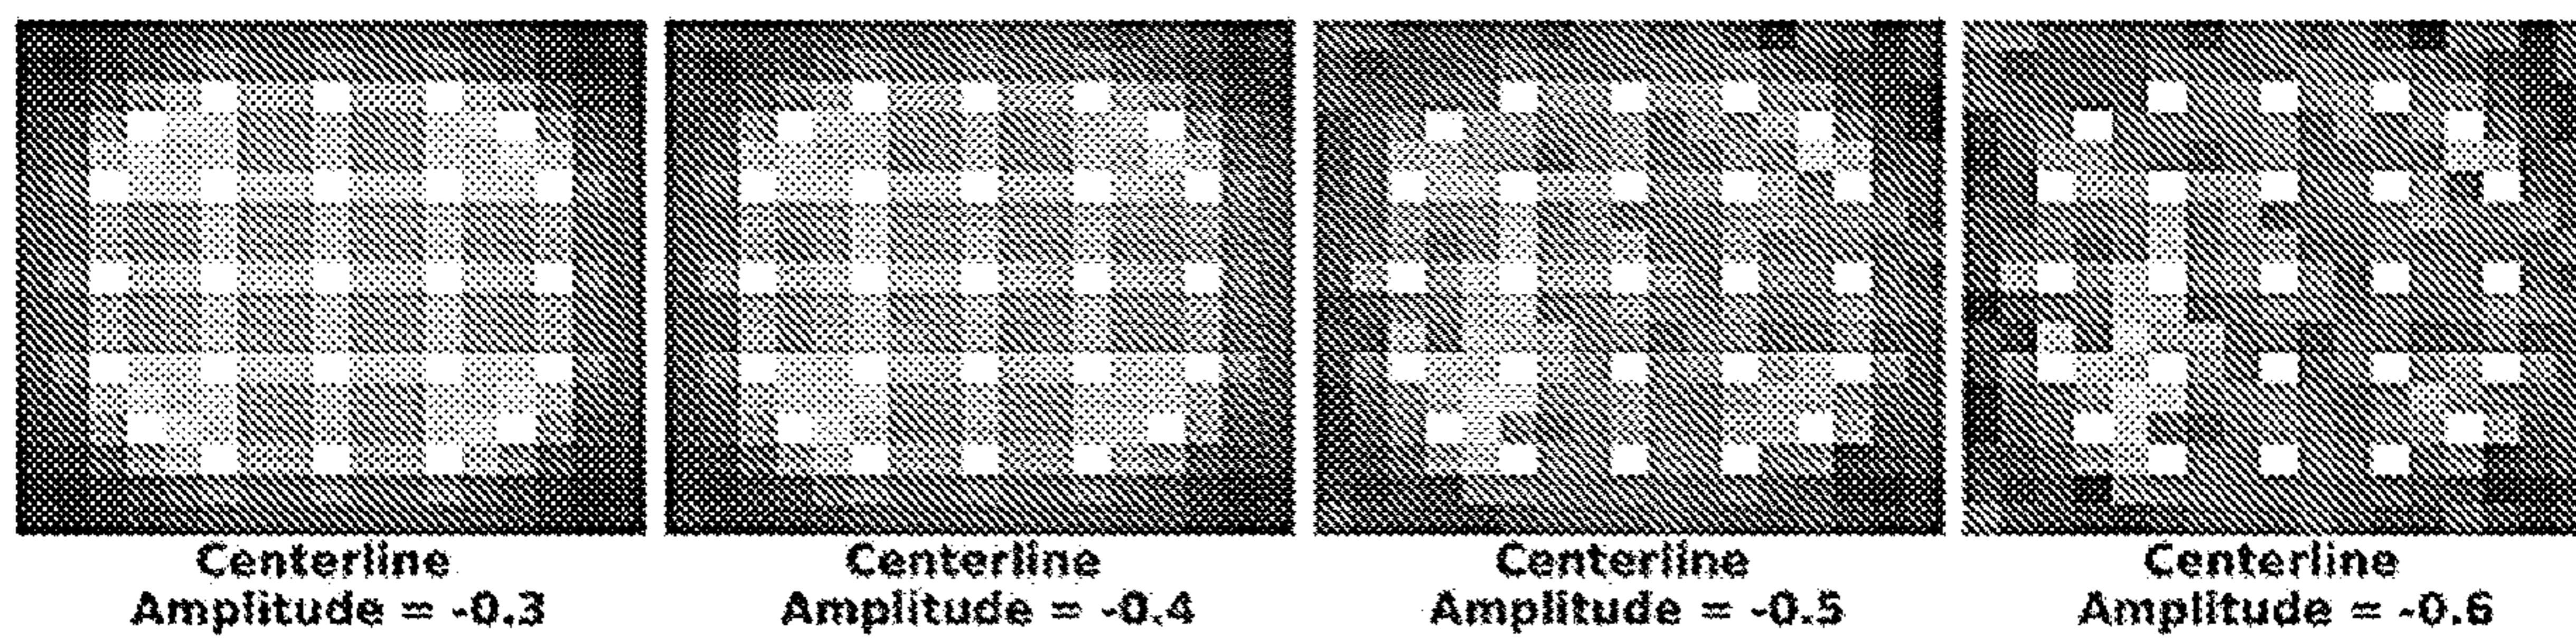 Centerline
Amplitude = -0.3
Centerline
Amplitude = -0.4
Centerline
Amplitude = -0.5
Centerline
Amplitude = -0.6